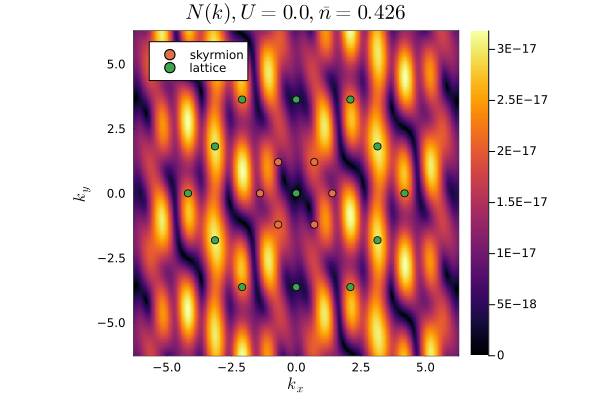 N(k), U = 0.0, n̄ = 0.426
skyrmion
lattice
5.0
2.5
0.0
−2.5
−5.0
k_y
−5.0 −2.5 0.0 2.5 5.0
k_x
3E−17
2.5E−17
2E−17
1.5E−17
1E−17
5E−18
0